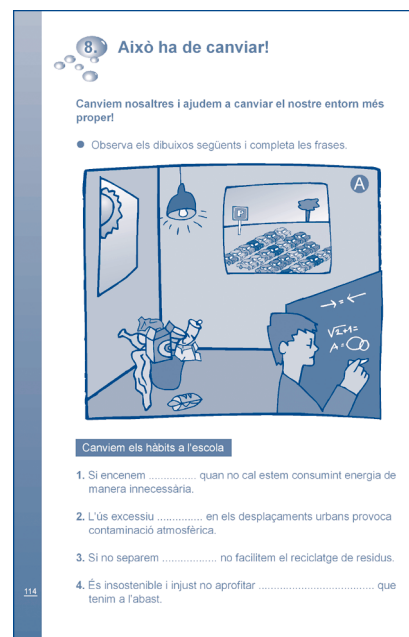 8. Això ha de canviar!
Canviem nosaltres i ajudem a canviar el nostre entorn més
proper!
● Observa els dibuixos següents i completa les frases.
A
P
→ = ←
√2+1=
A=
Canviem els hàbits a l'escola
1. Si encenem ............... quan no cal estem consumint energia de
manera innecessària.
2. L'ús excessiu .............. en els desplaçaments urbans provoca
contaminació atmosfèrica.
3. Si no separem .................. no facilitem el reciclatge de residus.
4. És insostenible i injust no aprofitar ...................................... que
tenim a l'abast.
114